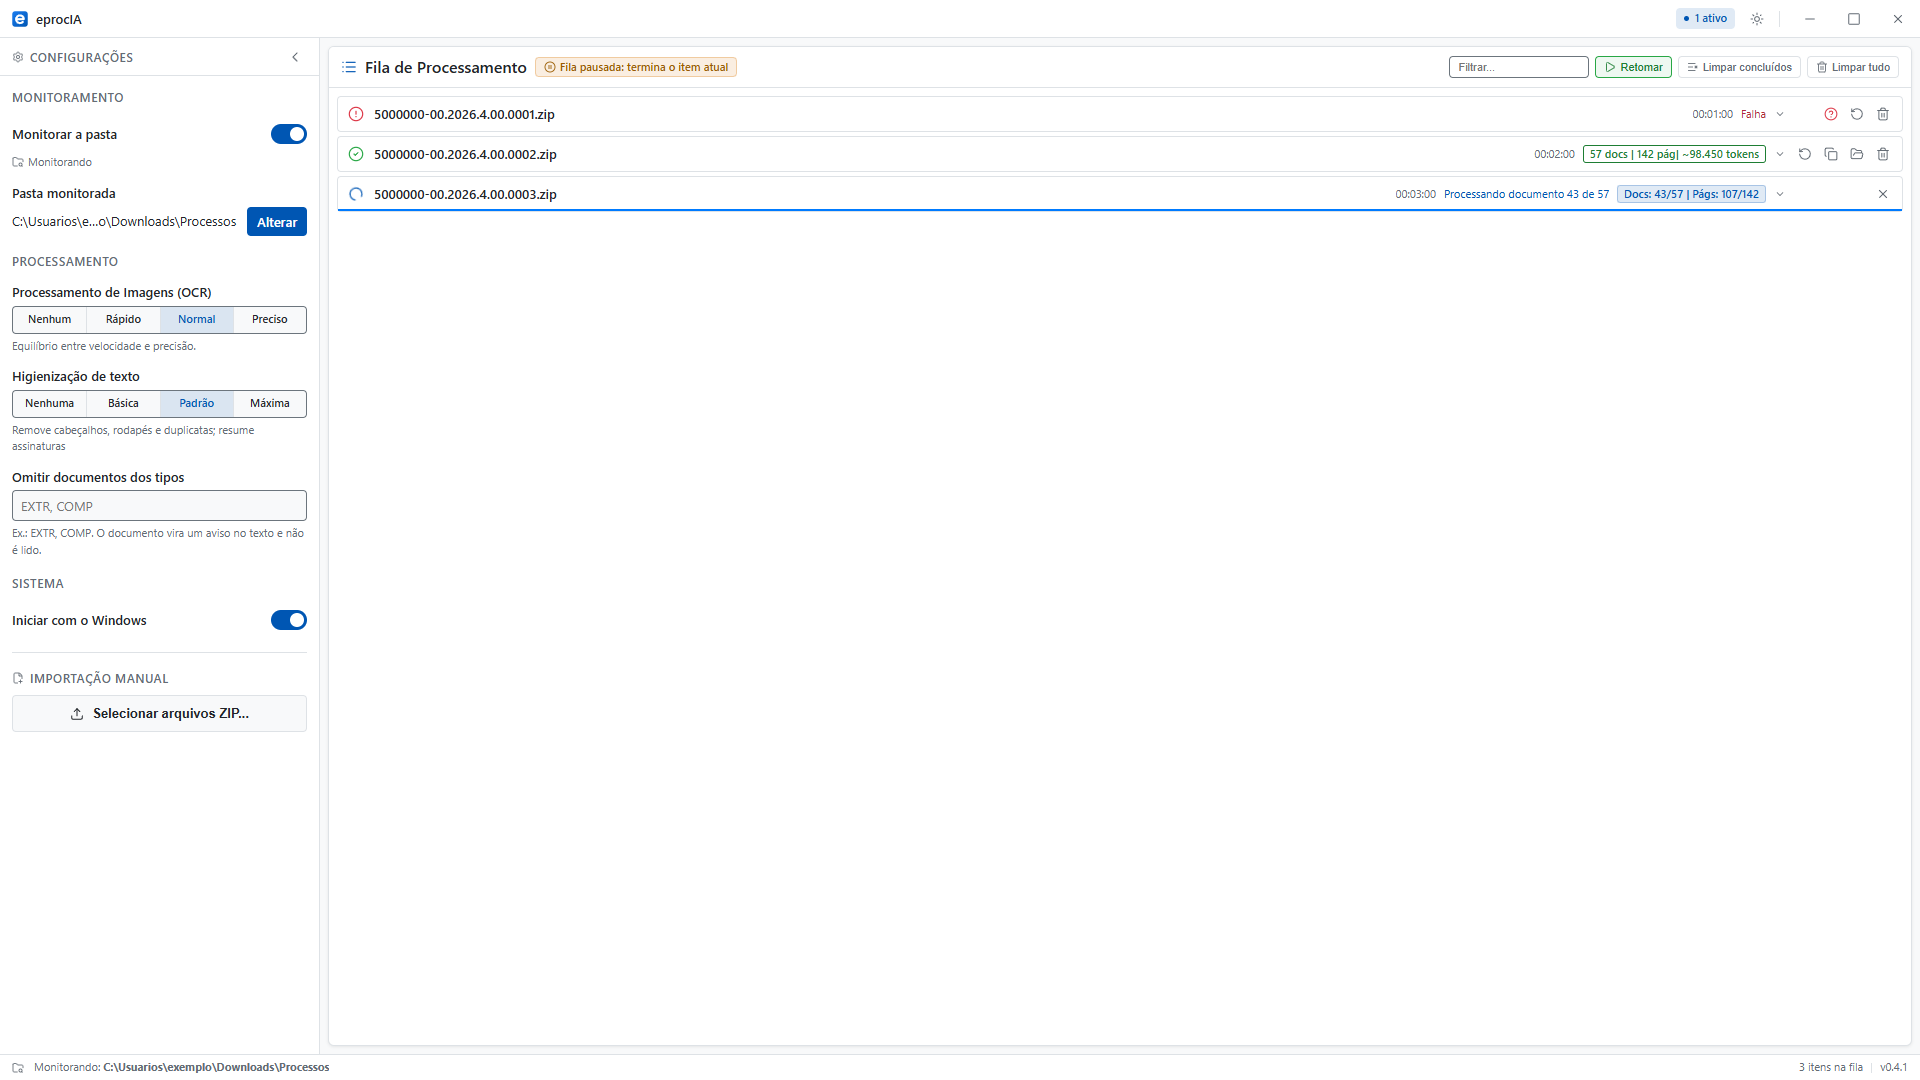 eprocIA
1 ativo
CONFIGURAÇÕES
MONITORAMENTO
Monitorar a pasta
Monitorando
Pasta monitorada
C:\Usuarios\e...o\Downloads\Processos
Alterar
PROCESSAMENTO
Processamento de Imagens (OCR)
Nenhum Rápido Normal Preciso
Equilíbrio entre velocidade e precisão.
Higienização de texto
Nenhuma Básica Padrão Máxima
Remove cabeçalhos, rodapés e duplicatas; resume
assinaturas
Omitir documentos dos tipos
EXTR, COMP
Ex.: EXTR, COMP. O documento vira um aviso no texto e não
é lido.
SISTEMA
Iniciar com o Windows
IMPORTAÇÃO MANUAL
Selecionar arquivos ZIP...
Fila de Processamento
Fila pausada: termina o item atual
Filtrar...
Retomar
Limpar concluídos
Limpar tudo
5000000-00.2026.4.00.0001.zip 00:01:00 Falha
5000000-00.2026.4.00.0002.zip 00:02:00 57 docs | 142 pág| ~98.450 tokens
5000000-00.2026.4.00.0003.zip 00:03:00 Processando documento 43 de 57 Docs: 43/57 | Págs: 107/142
Monitorando: C:\Usuarios\exemplo\Downloads\Processos
3 itens na fila
v0.4.1